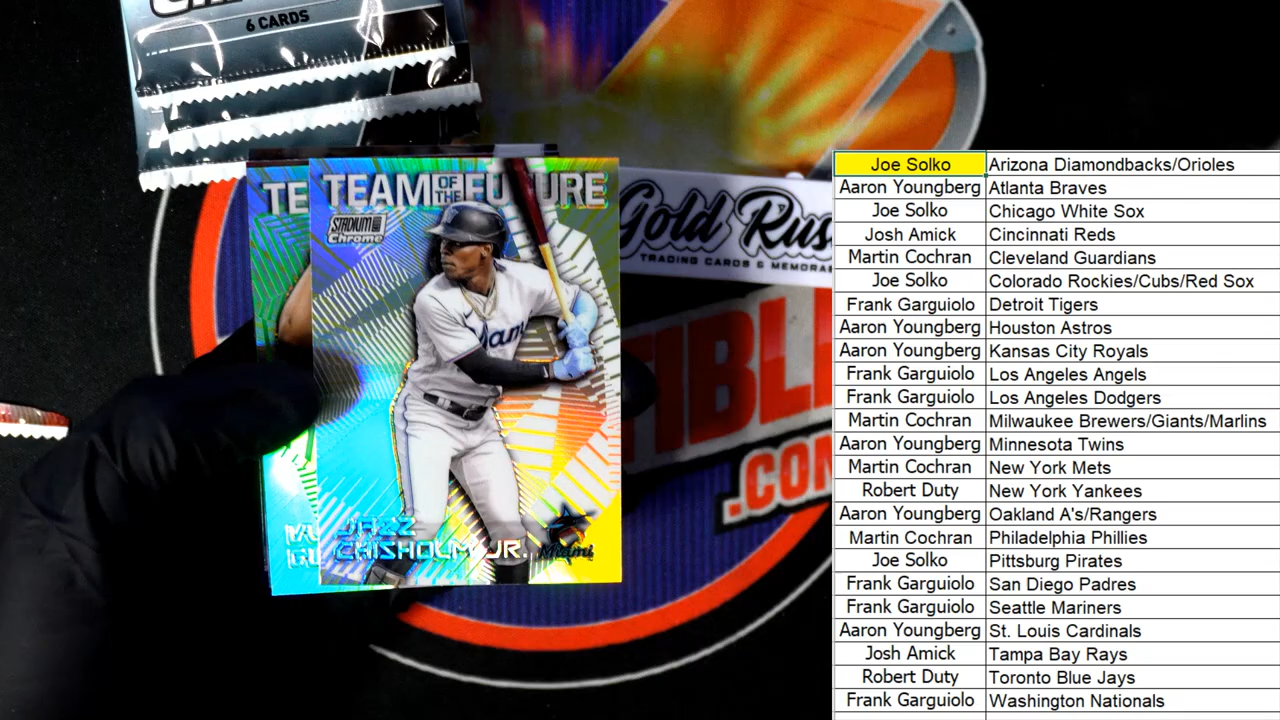 6 CARDS
TE
TEAM OF THE FUTURE
STADIUM CLUB
Chrome
Gold Rus
TRADING CARDS & MEMORA
IBLE
.COM
Miami
JAZZ
CHISHOLM JR.
Miami
Joe Solko Arizona Diamondbacks/Orioles
Aaron Youngberg Atlanta Braves
Joe Solko Chicago White Sox
Josh Amick Cincinnati Reds
Martin Cochran Cleveland Guardians
Joe Solko Colorado Rockies/Cubs/Red Sox
Frank Garguiolo Detroit Tigers
Aaron Youngberg Houston Astros
Aaron Youngberg Kansas City Royals
Frank Garguiolo Los Angeles Angels
Frank Garguiolo Los Angeles Dodgers
Martin Cochran Milwaukee Brewers/Giants/Marlins
Aaron Youngberg Minnesota Twins
Martin Cochran New York Mets
Robert Duty New York Yankees
Aaron Youngberg Oakland A's/Rangers
Martin Cochran Philadelphia Phillies
Joe Solko Pittsburg Pirates
Frank Garguiolo San Diego Padres
Frank Garguiolo Seattle Mariners
Aaron Youngberg St. Louis Cardinals
Josh Amick Tampa Bay Rays
Robert Duty Toronto Blue Jays
Frank Garguiolo Washington Nationals